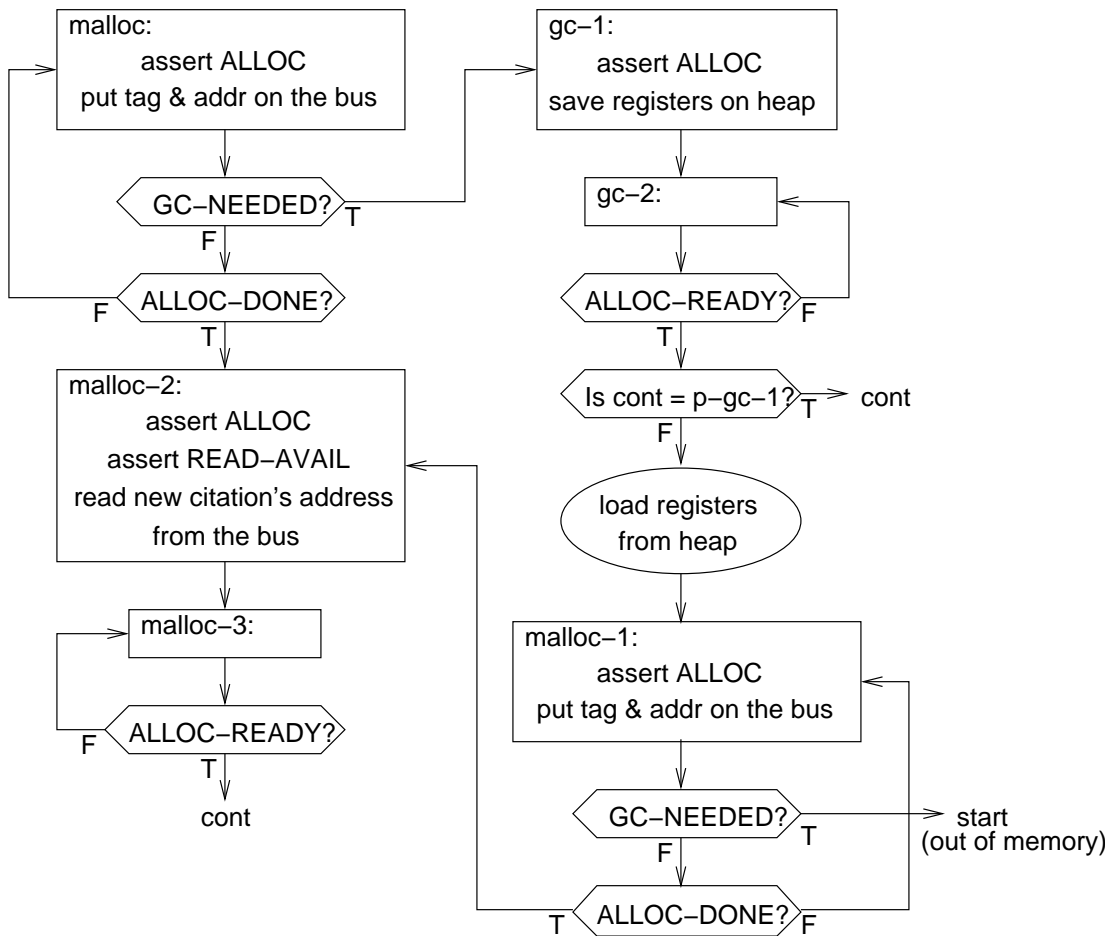 malloc:
assert ALLOC
put tag & addr on the bus
GC−NEEDED?
T
F
ALLOC−DONE?
F
T
malloc−2:
assert ALLOC
assert READ−AVAIL
read new citation's address
from the bus
malloc−3:
ALLOC−READY?
F
T
cont
gc−1:
assert ALLOC
save registers on heap
gc−2:
ALLOC−READY?
F
T
Is cont = p−gc−1?
T
cont
F
load registers
from heap
malloc−1:
assert ALLOC
put tag & addr on the bus
GC−NEEDED?
T
start
(out of memory)
F
ALLOC−DONE?
T
F